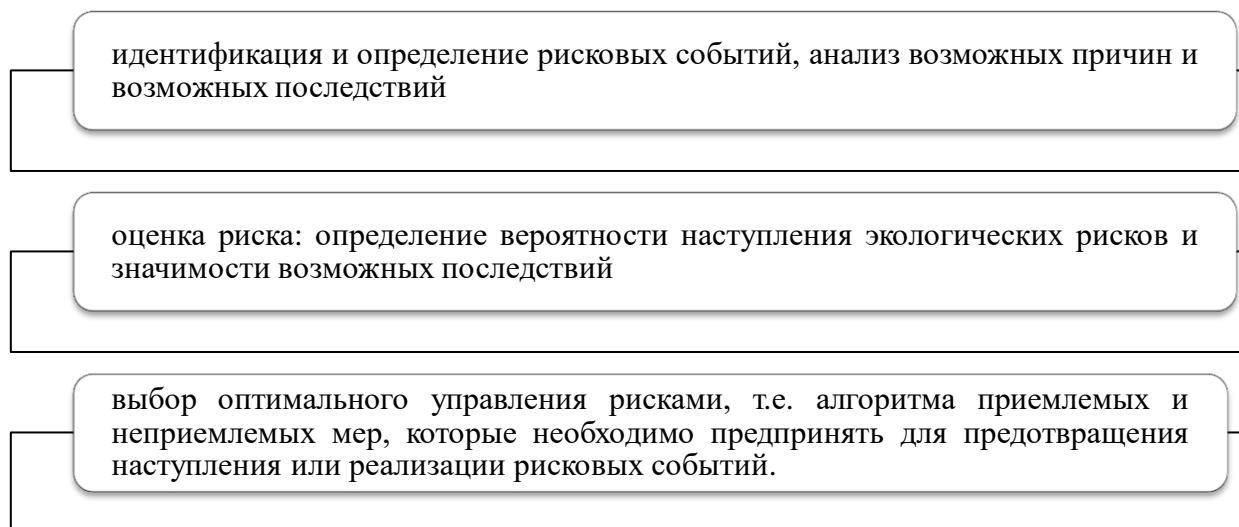 идентификация и определение рисковых событий, анализ возможных причин и
возможных последствий
оценка риска: определение вероятности наступления экологических рисков и
значимости возможных последствий
выбор оптимального управления рисками, т.е. алгоритма приемлемых и
неприемлемых мер, которые необходимо предпринять для предотвращения
наступления или реализации рисковых событий.